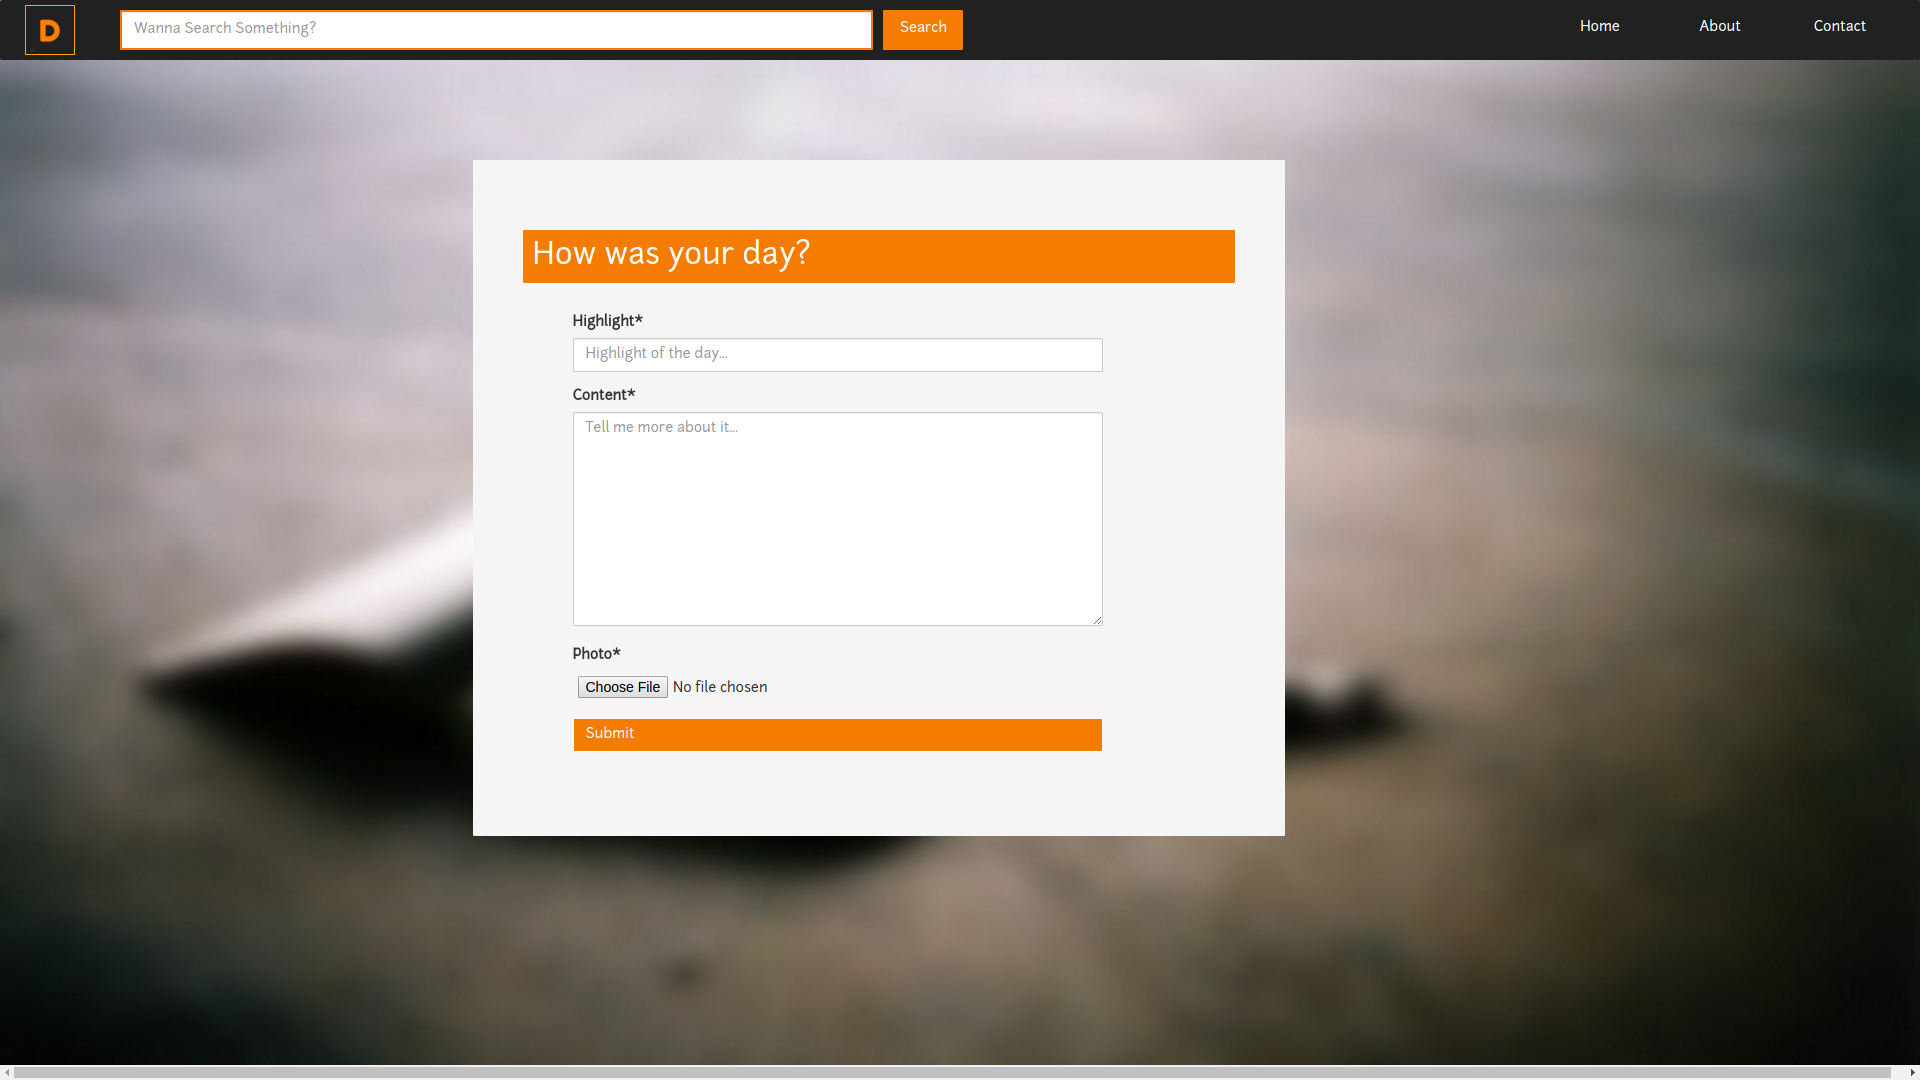 D
Wanna Search Something?
Search
Home
About
Contact
How was your day?
Highlight*
Highlight of the day...
Content*
Tell me more about it...
Photo*
Choose File No file chosen
Submit